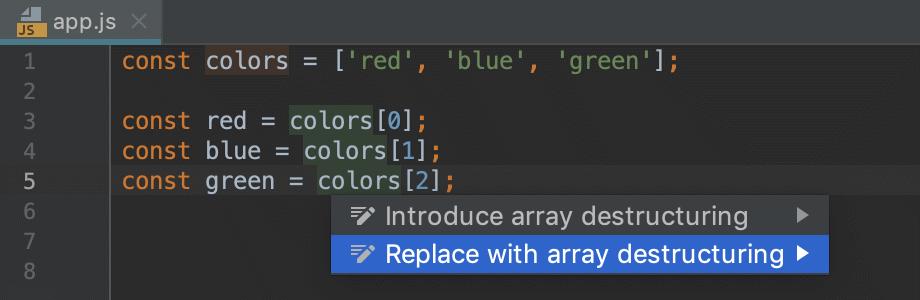 JS app.js
1 const colors = ['red', 'blue', 'green'];
2
3 const red = colors[0];
4 const blue = colors[1];
5 const green = colors[2];
6 Introduce array destructuring
7 Replace with array destructuring
8